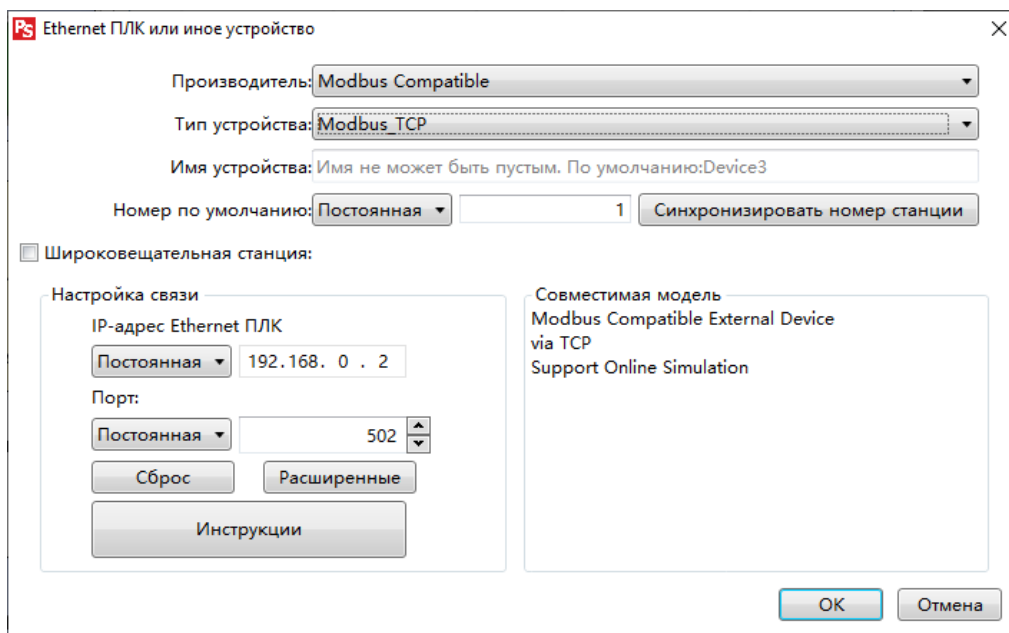 PS Ethernet ПЛК или иное устройство
Производитель: Modbus Compatible
Тип устройства: Modbus_TCP
Имя устройства: Имя не может быть пустым. По умолчанию:Device3
Номер по умолчанию: Постоянная 1 Синхронизировать номер станции
Широковещательная станция:
Настройка связи
IP-адрес Ethernet ПЛК
Постоянная 192.168. 0 . 2
Порт:
Постоянная 502
Сброс Расширенные
Инструкции
Совместимая модель
Modbus Compatible External Device
via TCP
Support Online Simulation
OK Отмена